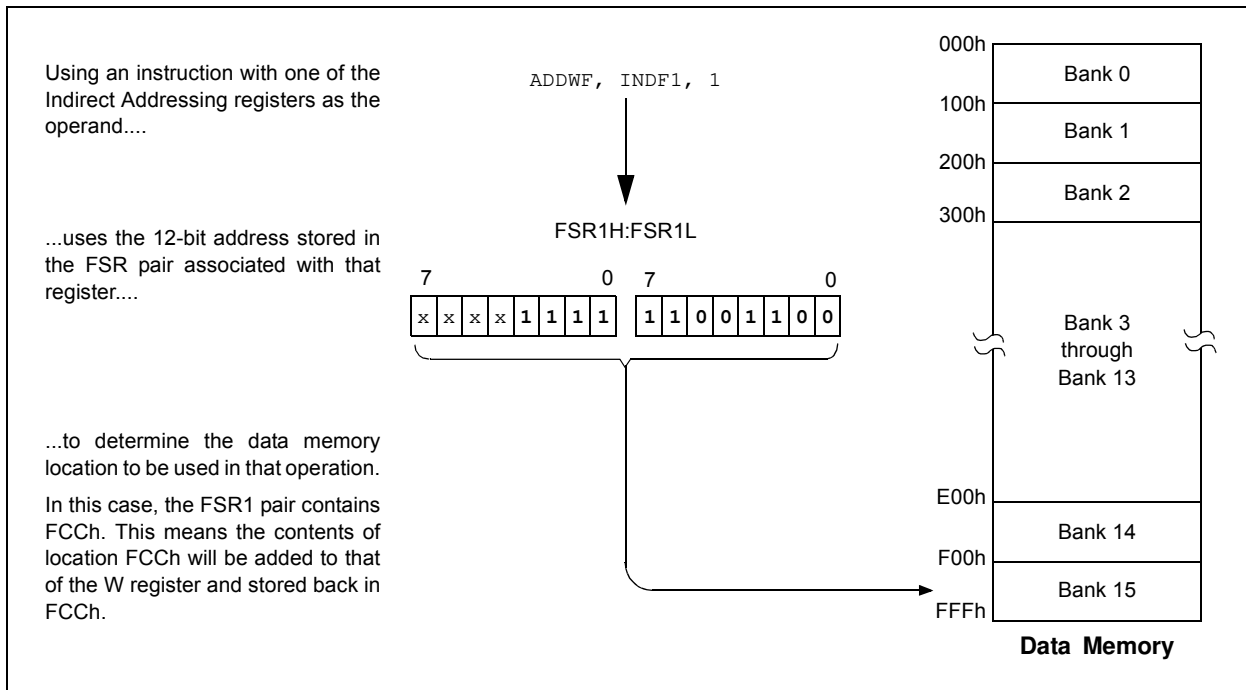 Using an instruction with one of the
Indirect Addressing registers as the
operand....
ADDWF, INDF1, 1
...uses the 12-bit address stored in
the FSR pair associated with that
register....
FSR1H:FSR1L
7 0 7 0
x x x x 1 1 1 1 1 1 0 0 1 1 0 0
...to determine the data memory
location to be used in that operation.
In this case, the FSR1 pair contains
FCCh. This means the contents of
location FCCh will be added to that
of the W register and stored back in
FCCh.
000h
Bank 0
100h
Bank 1
200h
Bank 2
300h
Bank 3
through
Bank 13
E00h
Bank 14
F00h
Bank 15
FFFh
Data Memory